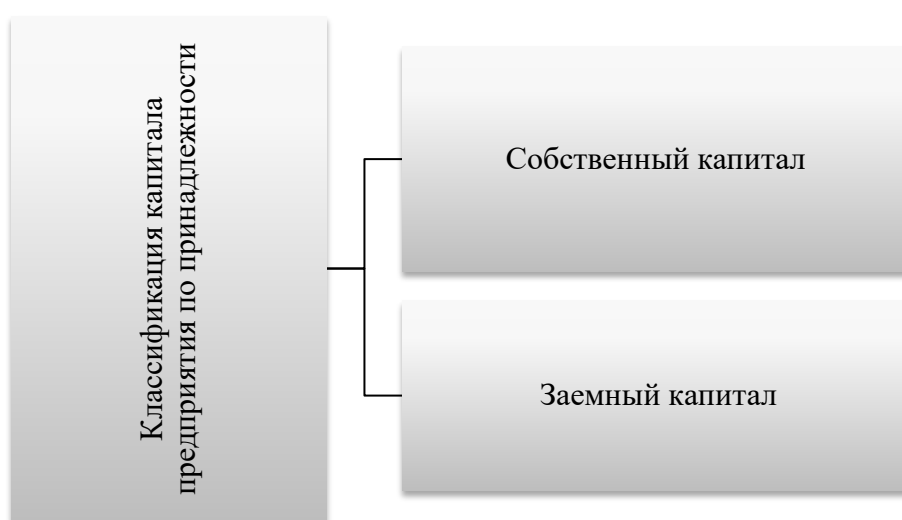 Классификация капитала
предприятия по принадлежности
Собственный капитал
Заемный капитал